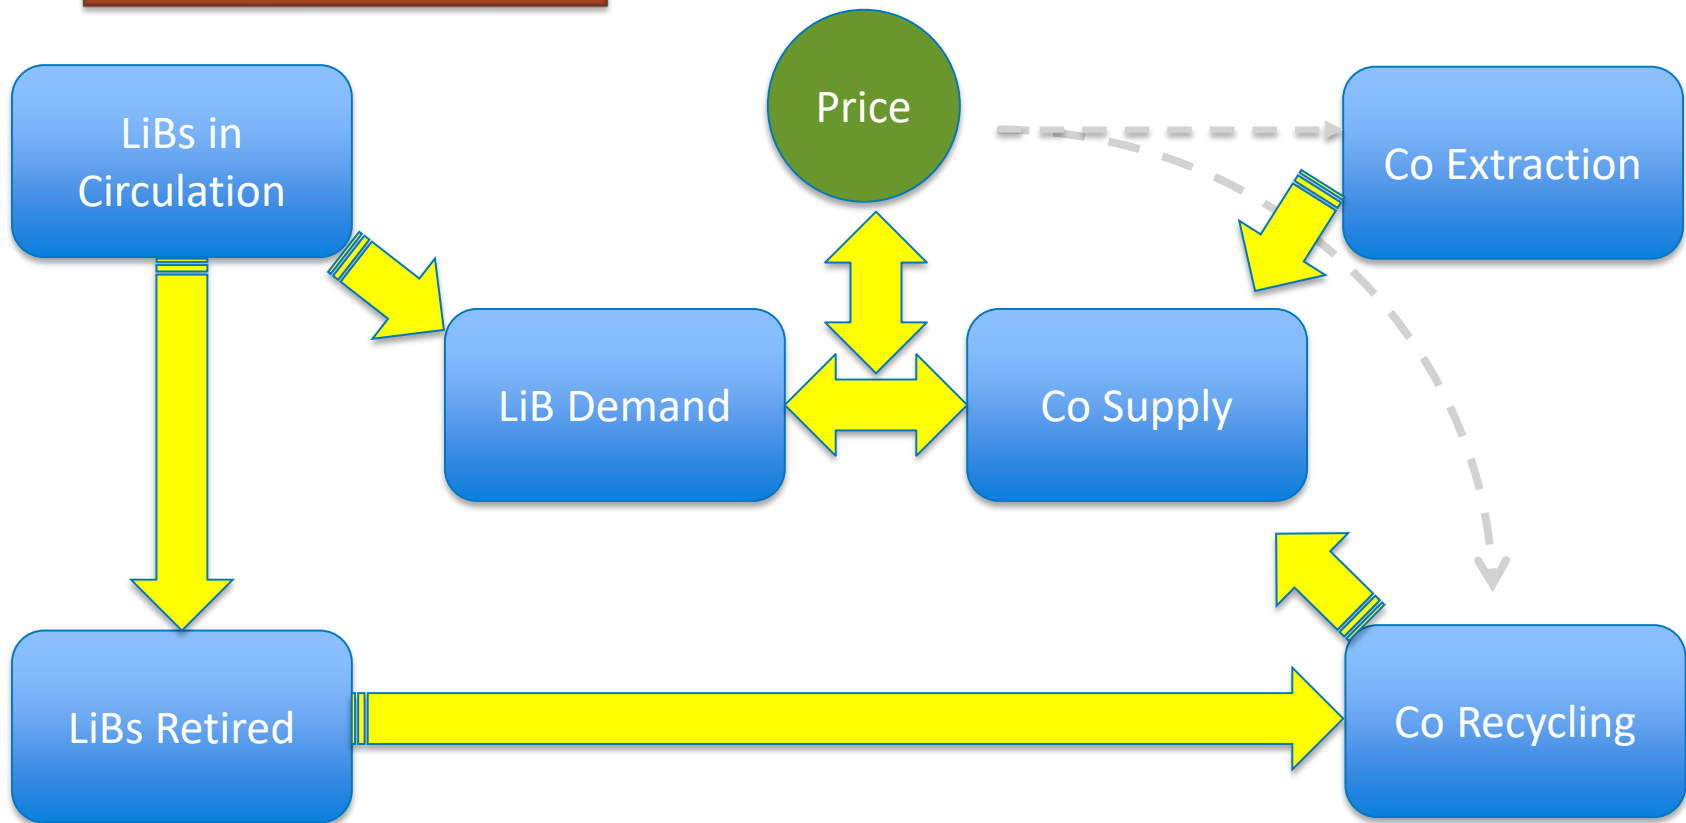 Price
LiBs in
Circulation
Co Extraction
LiB Demand
Co Supply
LiBs Retired
Co Recycling